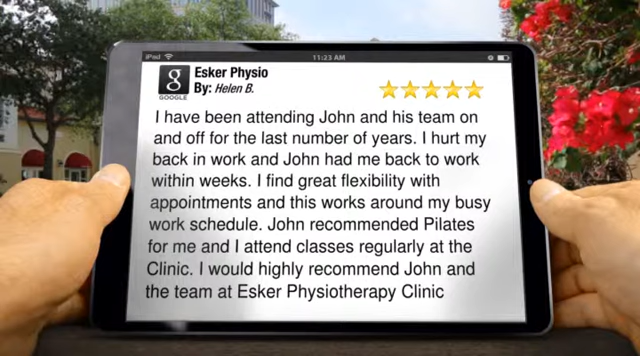 iPod
11:23 AM
g
GOOGLE
Esker Physio
By: Helen B.
I have been attending John and his team on
and off for the last number of years. I hurt my
back in work and John had me back to work
within weeks. I find great flexibility with
appointments and this works around my busy
work schedule. John recommended Pilates
for me and I attend classes regularly at the
Clinic. I would highly recommend John and
the team at Esker Physiotherapy Clinic